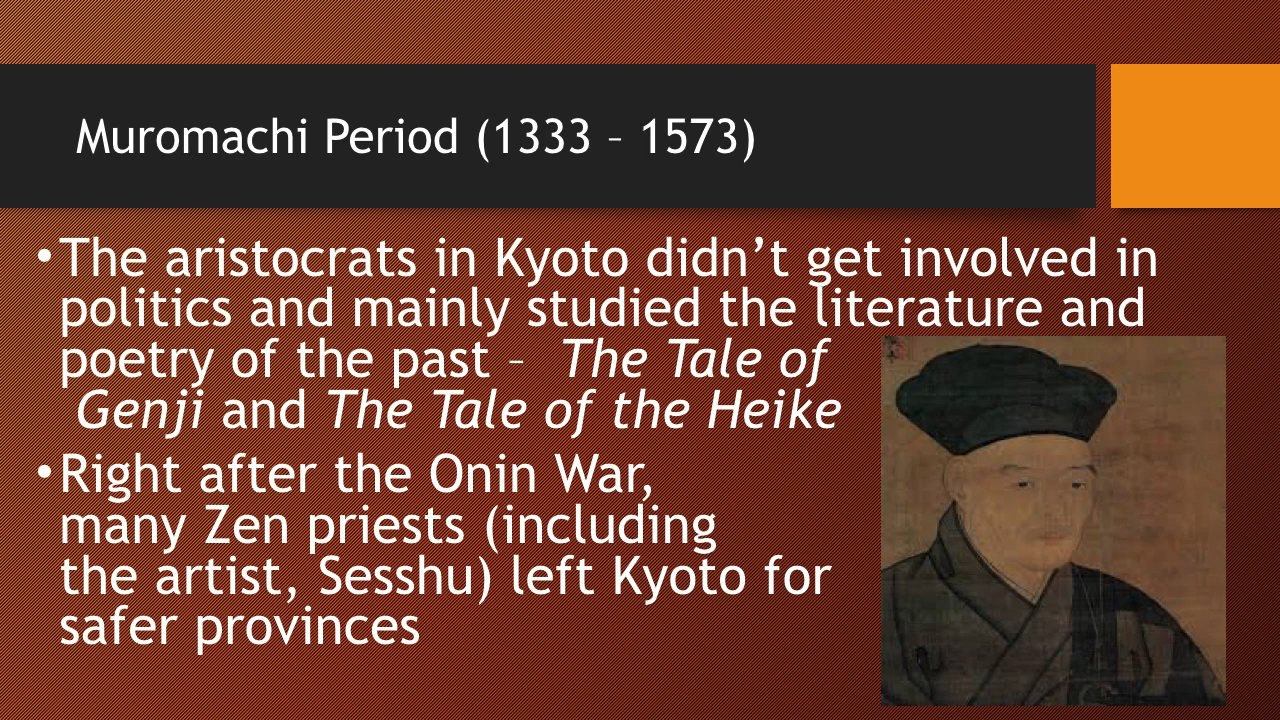 Muromachi Period (1333 – 1573)
•The aristocrats in Kyoto didn’t get involved in
politics and mainly studied the literature and
poetry of the past – The Tale of
Genji and The Tale of the Heike
•Right after the Onin War,
many Zen priests (including
the artist, Sesshu) left Kyoto for
safer provinces